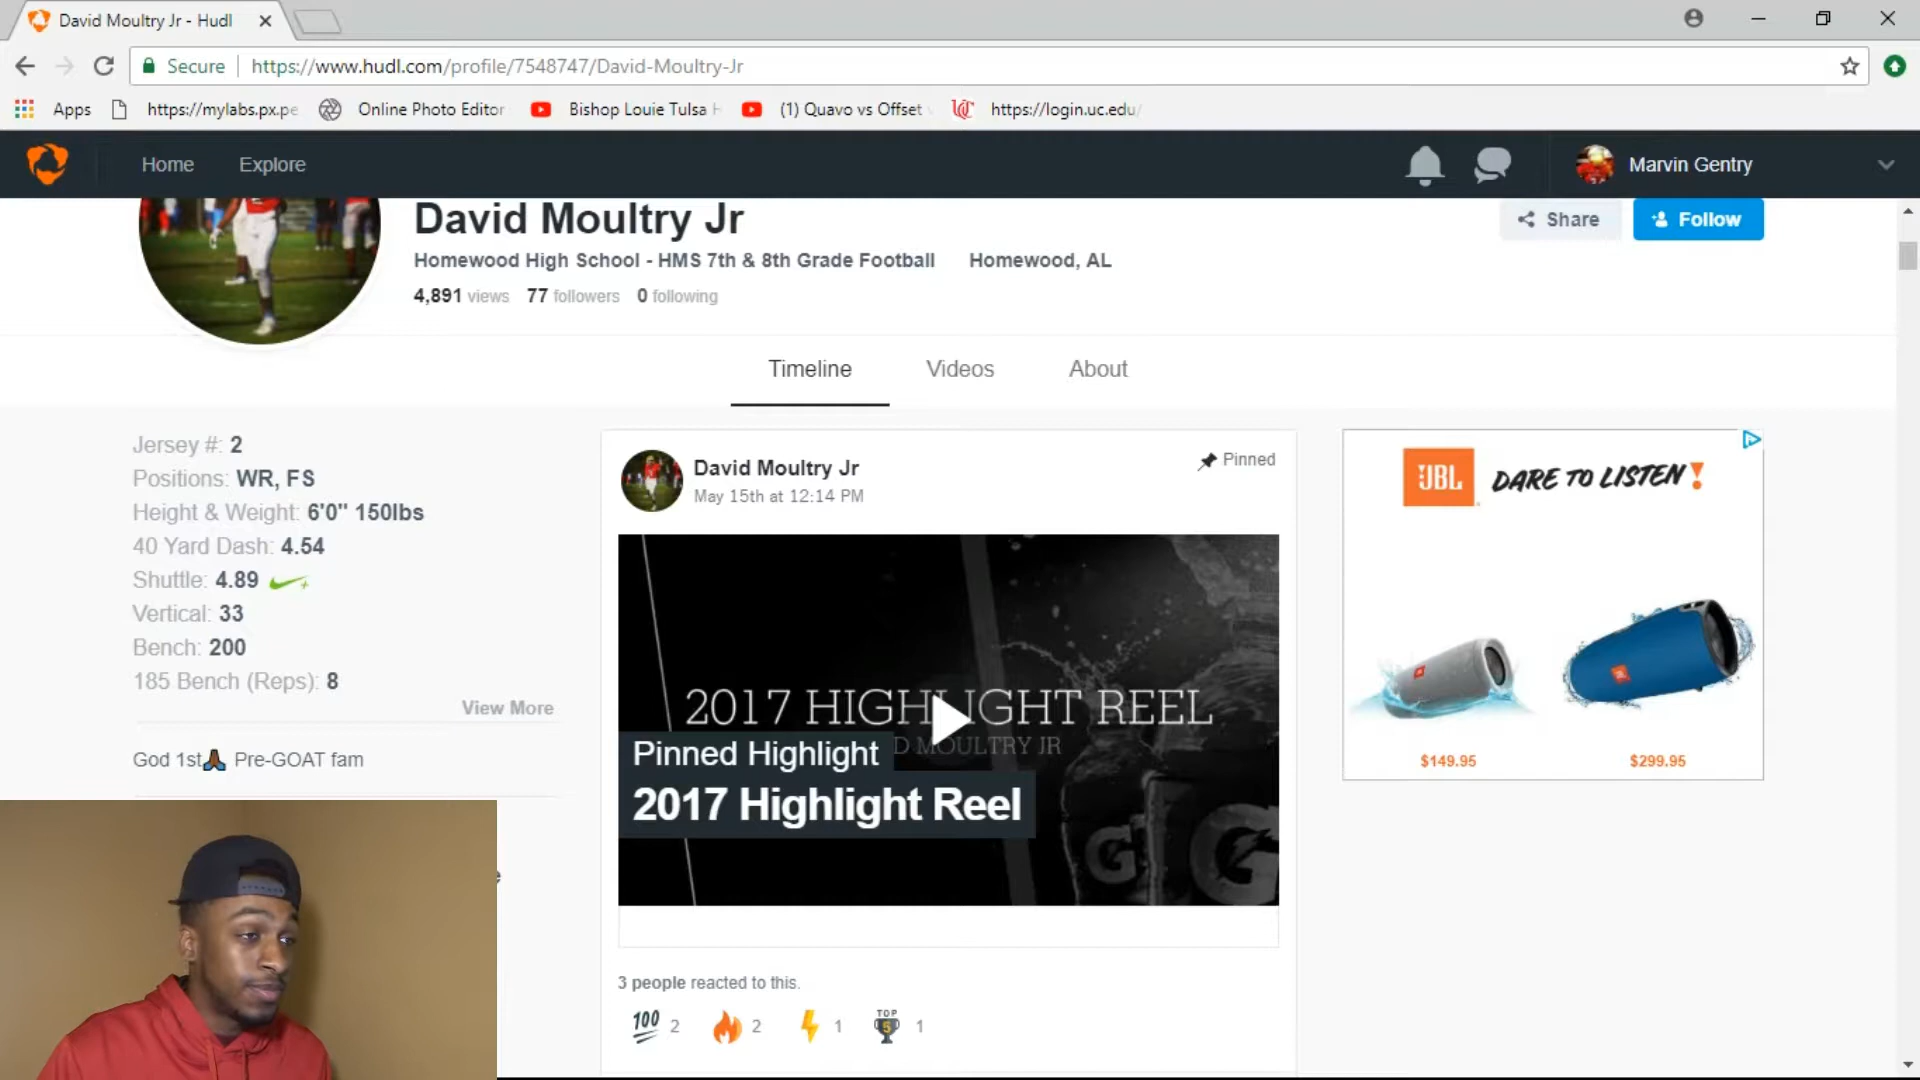 David Moultry Jr - Hudl
Secure https://www.hudl.com/profile/7548747/David-Moultry-Jr
Apps https://mylabs.px.pe Online Photo Editor Bishop Louie Tulsa (1) Quavo vs Offset https://login.uc.edu/
Home Explore Marvin Gentry
David Moultry Jr
Share Follow
Homewood High School - HMS 7th & 8th Grade Football Homewood, AL
4,891 views 77 followers 0 following
Timeline Videos About
Jersey #: 2
Positions: WR, FS
Height & Weight: 6'0" 150lbs
40 Yard Dash: 4.54
Shuttle: 4.89
Vertical: 33
Bench: 200
185 Bench (Reps): 8
View More
God 1st🙏🏾 Pre-GOAT fam
David Moultry Jr
May 15th at 12:14 PM
Pinned
2017 HIGHLIGHT REEL
D MOULTRY JR
Pinned Highlight
2017 Highlight Reel
G
G
3 people reacted to this.
100 2 2 1 TOP 5 1
JBL DARE TO LISTEN!
$149.95 $299.95